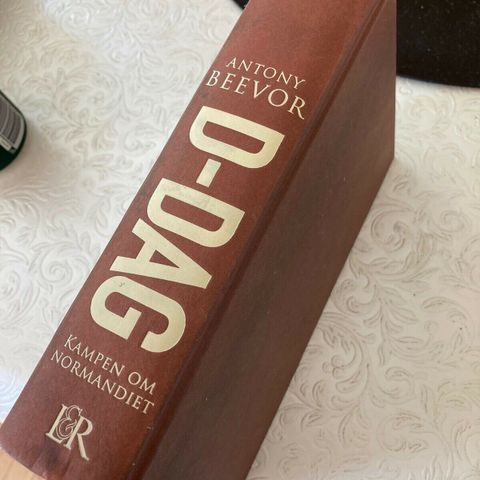 ANTONY
BEEVOR
D-DAG
KAMPEN OM
NORMANDIET
L&R